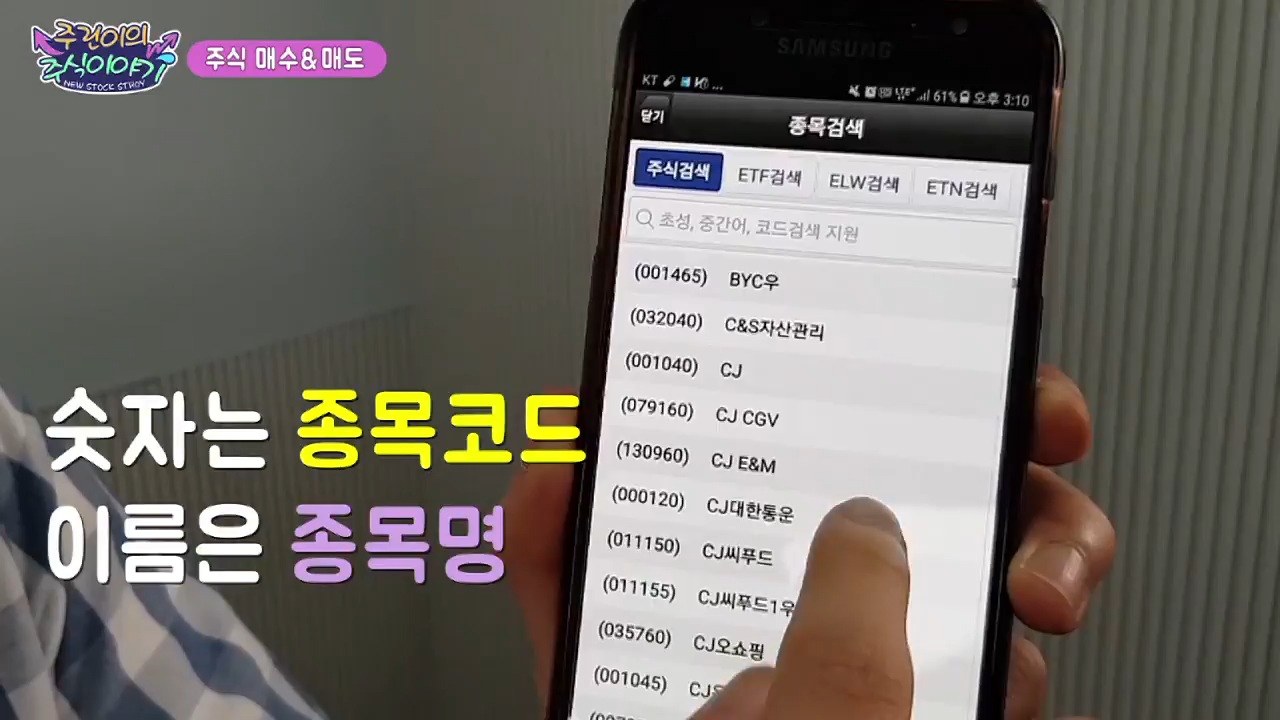 주건이의
주식이야기
NEW STOCK STORY
주식 매수&매도
SAMSUNG
KT
61% 오후 3:10
닫기
종목검색
주식검색 ETF검색 ELW검색 ETN검색
초성, 중간어, 코드검색 지원
(001465) BYC우
(032040) C&S자산관리
(001040) CJ
(079160) CJ CGV
(130960) CJ E&M
(000120) CJ대한통운
(011150) CJ씨푸드
(011155) CJ씨푸드1우
(035760) CJ오쇼핑
(001045) CJ
숫자는 종목코드
이름은 종목명